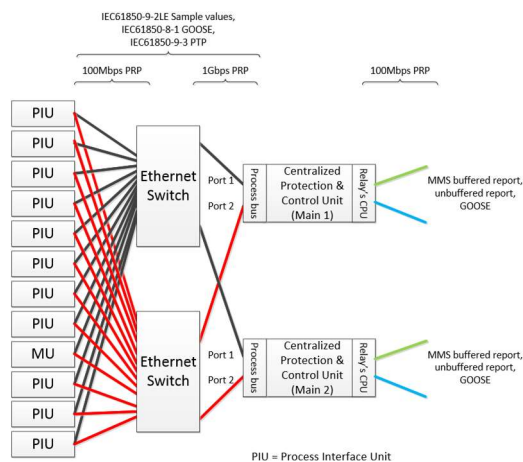 IEC61850-9-2LE Sample values,
IEC61850-8-1 GOOSE,
IEC61850-9-3 PTP
100Mbps PRP
1Gbps PRP
100Mbps PRP
PIU
PIU
PIU
PIU
PIU
PIU
PIU
PIU
MU
PIU
PIU
PIU
Ethernet
Switch
Port 1
Port 2
Process bus
Centralized
Protection &
Control Unit
(Main 1)
Relay's CPU
MMS buffered report,
unbuffered report,
GOOSE
Ethernet
Switch
Port 1
Port 2
Process bus
Centralized
Protection &
Control Unit
(Main 2)
Relay's CPU
MMS buffered report,
unbuffered report,
GOOSE
PIU = Process Interface Unit